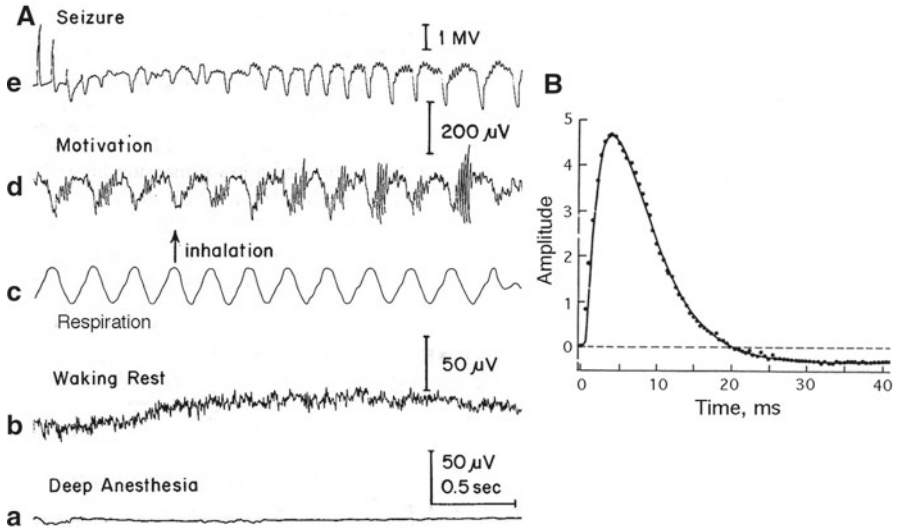 A
Seizure
1 MV
e
200 μV
Motivation
d
inhalation
c
Respiration
50 μV
Waking Rest
b
50 μV
0.5 sec
Deep Anesthesia
a
B
5
4
3
2
1
0
Amplitude
0 10 20 30 40
Time, ms